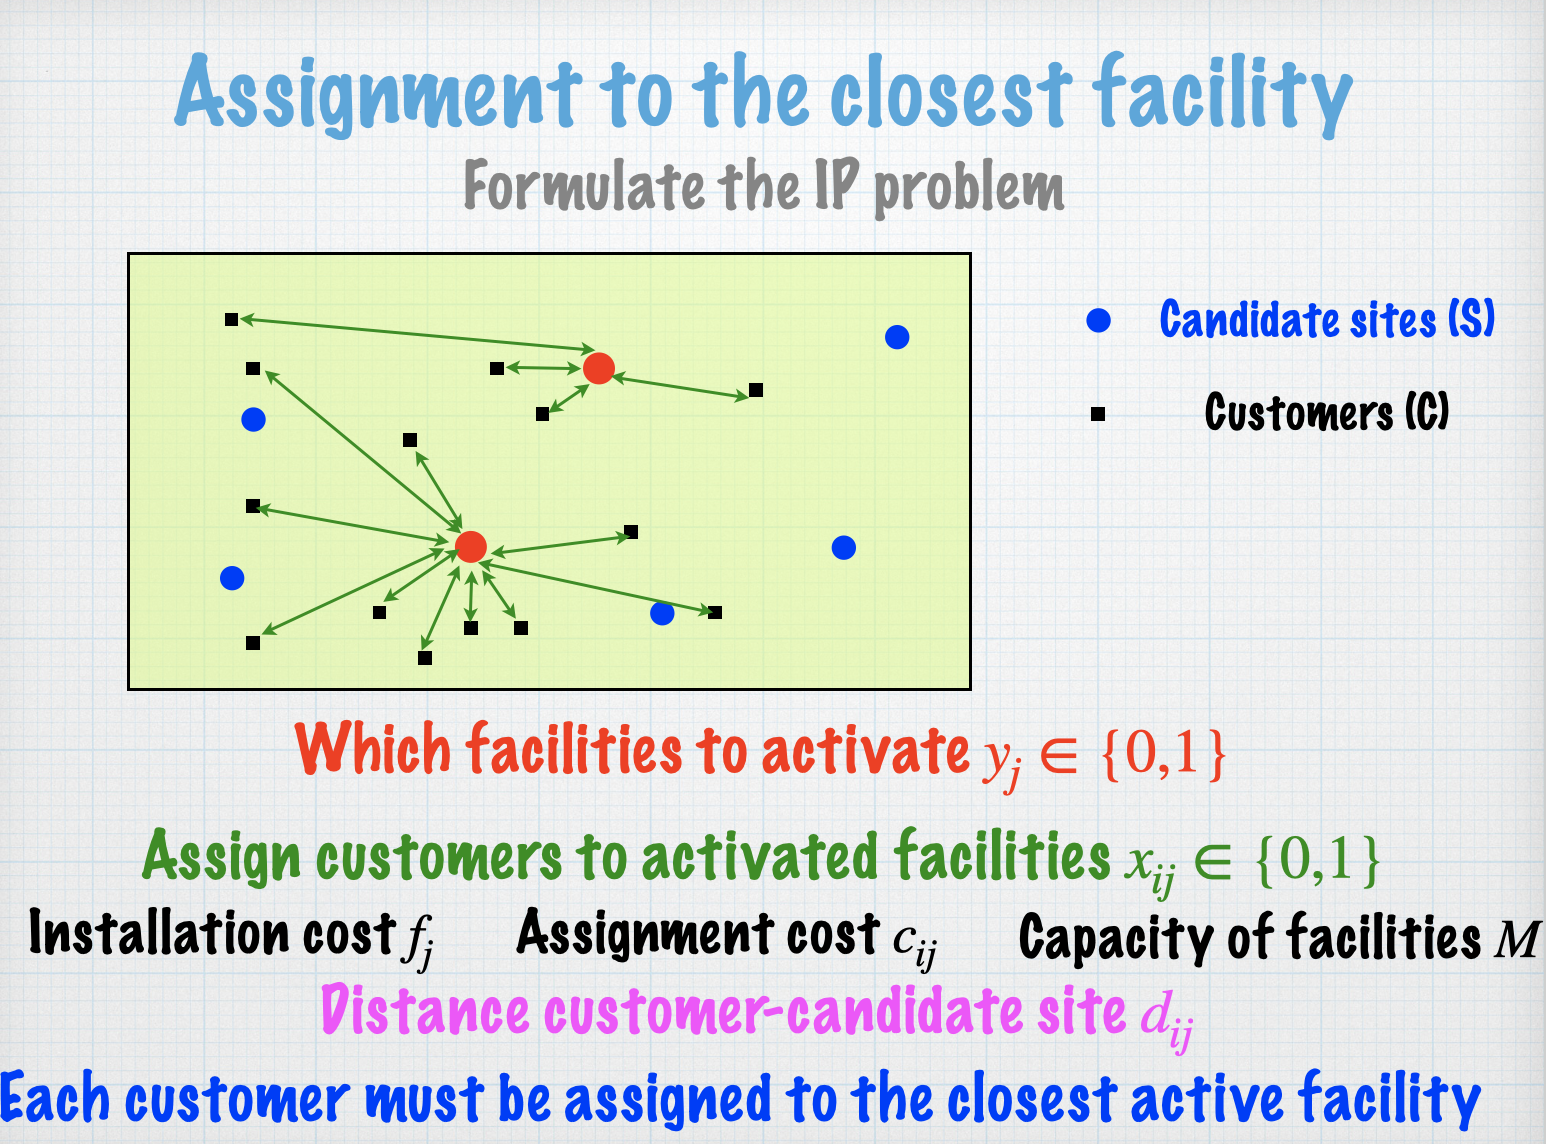 Assignment to the closest facility
Formulate the IP problem
Candidate sites (S)
Customers (C)
Which facilities to activate y_j ∈ {0,1}
Assign customers to activated facilities x_{ij} ∈ {0,1}
Installation cost f_j Assignment cost c_{ij} Capacity of facilities M
Distance customer-candidate site d_{ij}
Each customer must be assigned to the closest active facility